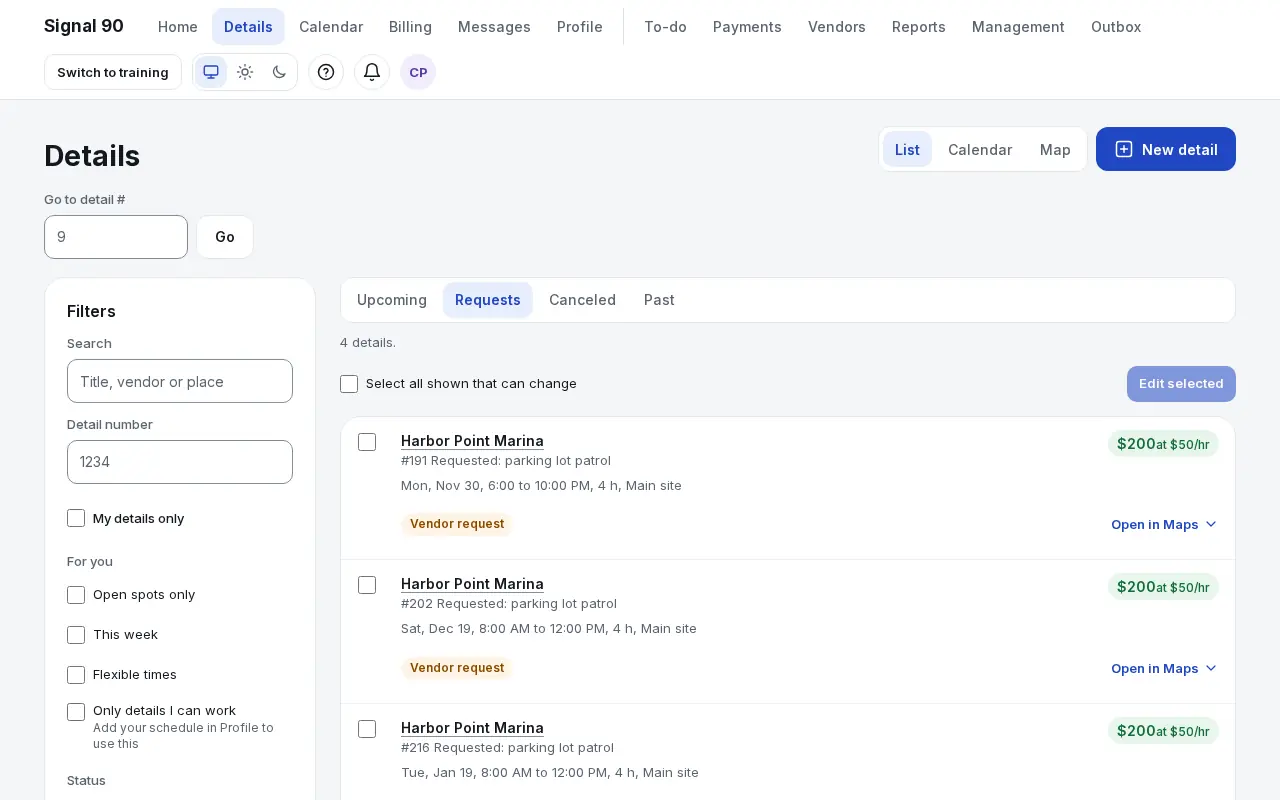 Signal 90
Home
Details
Calendar
Billing
Messages
Profile
To-do
Payments
Vendors
Reports
Management
Outbox
Switch to training
CP
Details
List
Calendar
Map
New detail
Go to detail #
9
Go
Filters
Search
Title, vendor or place
Detail number
1234
My details only
For you
Open spots only
This week
Flexible times
Only details I can work
Add your schedule in Profile to
use this
Status
Upcoming
Requests
Canceled
Past
4 details.
Select all shown that can change
Edit selected
Harbor Point Marina
$200at $50/hr
#191 Requested: parking lot patrol
Mon, Nov 30, 6:00 to 10:00 PM, 4 h, Main site
Vendor request
Open in Maps
Harbor Point Marina
$200at $50/hr
#202 Requested: parking lot patrol
Sat, Dec 19, 8:00 AM to 12:00 PM, 4 h, Main site
Vendor request
Open in Maps
Harbor Point Marina
$200at $50/hr
#216 Requested: parking lot patrol
Tue, Jan 19, 8:00 AM to 12:00 PM, 4 h, Main site